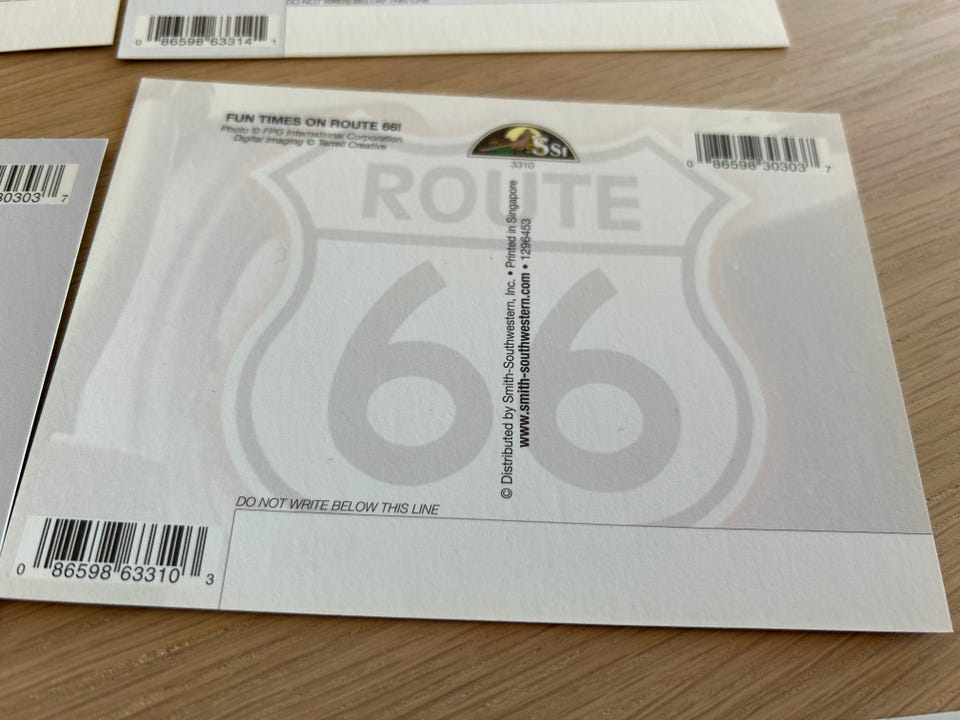 DO NOT WRITE BELOW THIS LINE
0 86598 63314 1
FUN TIMES ON ROUTE 66!
Photo © FPG International Corporation
Digital Imaging © Terrell Creative
SSI
3310
0 86598 30303 7
30303 7
ROUTE
66
© Distributed by Smith-Southwestern, Inc. • Printed in Singapore
www.smith-southwestern.com • 1296453
DO NOT WRITE BELOW THIS LINE
0 86598 63310 3